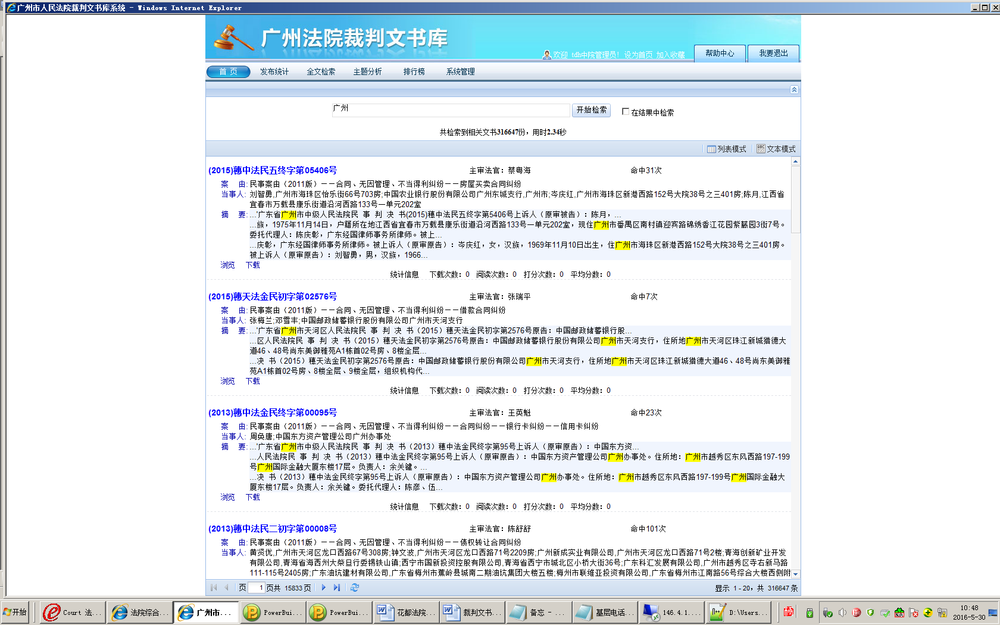 广州市人民法院裁判文书库系统 - Windows Internet Explorer
广州法院裁判文书库
欢迎 tdh中院管理员! 设为首页 加入收藏
帮助中心 我要退出
首 页 发布统计 全文检索 主题分析 排行榜 系统管理
广州 开始检索 在结果中检索
共检索到相关文书316647份，用时2.34秒
列表模式 文本模式
(2015)穗中法民五终字第05406号 主审法官：蔡粤海 命中31次
案 由: 民事案由（2011版）－－合同、无因管理、不当得利纠纷－－房屋买卖合同纠纷
当事人: 刘智勇,广州市海珠区怡乐街66号703房;中国农业银行股份有限公司广州东城支行,广州市;岑庆红,广州市海珠区新港西路152号大院38号之三401房;陈月,江西省
宜春市万载县康乐街道沿河西路133号一单元202室
摘 要: ...'广东省广州市中级人民法院民 事 判 决 书(2015)穗中法民五终字第5406号上诉人（原审被告）：陈月，...
...族，1975年11月14日，户籍所在地江西省宜春市万载县康乐街道沿河西路133号一单元202室，现住广州市番禺区南村镇迎宾路锦绣香江花园紫藤园3街7号。
委托代理人：陈庆彰，广东经国律师事务所律师。被上...
...庆彰，广东经国律师事务所律师。被上诉人（原审原告）：岑庆红，女，汉族，1969年11月10日出生，住广州市海珠区新港西路152号大院38号之三401房。
被上诉人（原审原告）：刘智勇，男，汉族，1966...
浏览 下载
统计信息 下载次数：0 阅读次数：0 打分次数：0 平均分数：0
(2015)穗天法金民初字第02576号 主审法官：张瑞平 命中7次
案 由: 民事案由（2011版）－－合同、无因管理、不当得利纠纷－－借款合同纠纷
当事人: 张梅兰;邓雪丰;中国邮政储蓄银行股份有限公司广州市天河支行
摘 要: ...'广东省广州市天河区人民法院民 事 判 决 书（2015）穗天法金民初字第2576号原告：中国邮政储蓄银行股...
...区人民法院民 事 判 决 书（2015）穗天法金民初字第2576号原告：中国邮政储蓄银行股份有限公司广州市天河支行，住所地广州市天河区珠江新城猎德大
道46、48号尚东美御雅苑A1栋首02号房、8楼全层...
...决 书（2015）穗天法金民初字第2576号原告：中国邮政储蓄银行股份有限公司广州市天河支行，住所地广州市天河区珠江新城猎德大道46、48号尚东美御雅
苑A1栋首02号房、8楼全层、9楼全层，组织机构代...
浏览 下载
统计信息 下载次数：0 阅读次数：0 打分次数：0 平均分数：0
(2013)穗中法金民终字第00095号 主审法官：王英魁 命中23次
案 由: 民事案由（2011版）－－合同、无因管理、不当得利纠纷－－合同纠纷－－银行卡纠纷－－信用卡纠纷
当事人: 周奂唐;中国东方资产管理公司广州办事处
摘 要: ...'广东省广州市中级人民法院民 事 判 决 书（2013）穗中法金民终字第95号上诉人（原审原告）：中国东方资...
...人民法院民 事 判 决 书（2013）穗中法金民终字第95号上诉人（原审原告）：中国东方资产管理公司广州办事处。住所地：广州市越秀区东风西路197-199
号广州国际金融大厦东楼17层。负责人：余关键。...
...决 书（2013）穗中法金民终字第95号上诉人（原审原告）：中国东方资产管理公司广州办事处。住所地：广州市越秀区东风西路197-199号广州国际金融大
厦东楼17层。负责人：余关键。委托代理人：陈彦、伍...
浏览 下载
统计信息 下载次数：0 阅读次数：0 打分次数：0 平均分数：0
(2013)穗中法民二初字第00008号 主审法官：陈舒舒 命中101次
案 由: 民事案由（2011版）－－合同、无因管理、不当得利纠纷－－债权转让合同纠纷
当事人: 黄贤优,广州市天河区龙口西路67号308房;钟文波,广州市天河区龙口西路71号2209房;广州新成实业有限公司,广州市天河区龙口西路71号2楼;青海创新矿业开发
有限公司,青海省海西州大柴旦行委锡铁山镇;西宁市国新投资控股有限公司,青海省西宁市城北区小桥大街36号;广东科汇发展有限公司,广州市越秀区寺右新马路
111-115号2405房;广东油坑建材有限公司,广东省梅州市蕉岭县城南二期油坑集团大楼五楼;梅州市联维亚投资有限公司,广东省梅州市江南路56号综合大楼西侧附
页 1 页共 15833 页 显示 1 - 20，共 316647 条
开始 Court 法... 法院综合... 广州市... PowerBui... PowerBui... 花都法院... 裁判文书... 备忘 - ... 基层电话... 146.4.1.... D:\Users... 10:48
2016-5-30